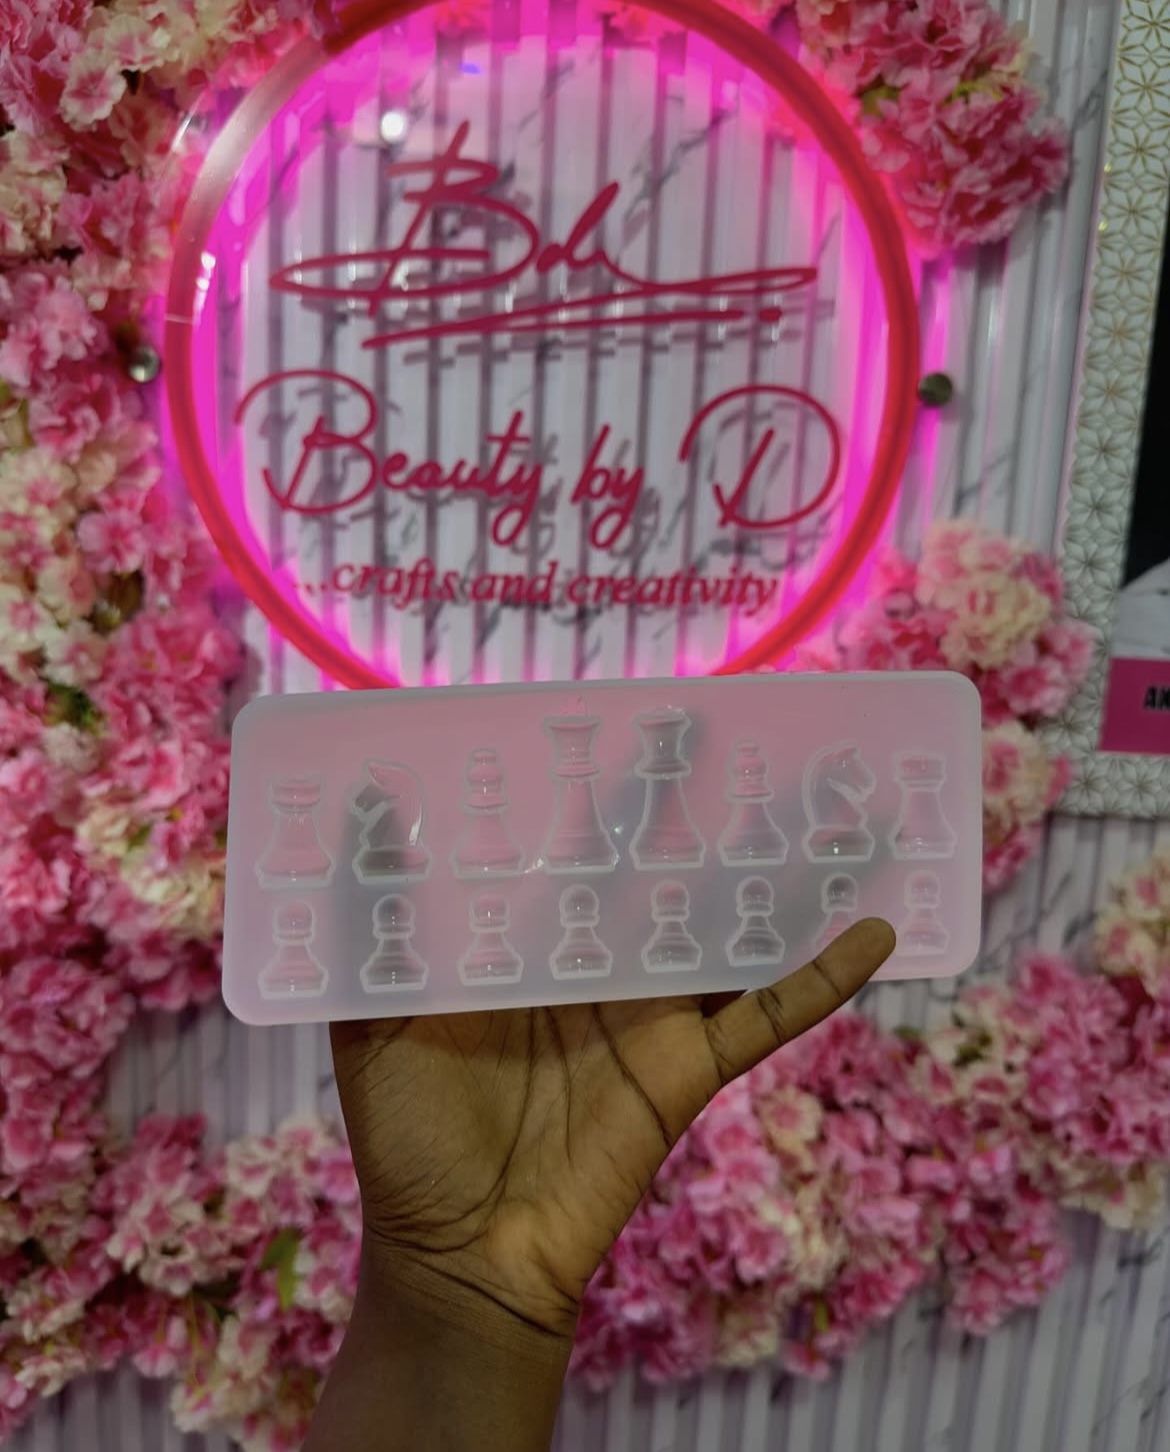 Bd
Beauty by D
...crafts and creativity